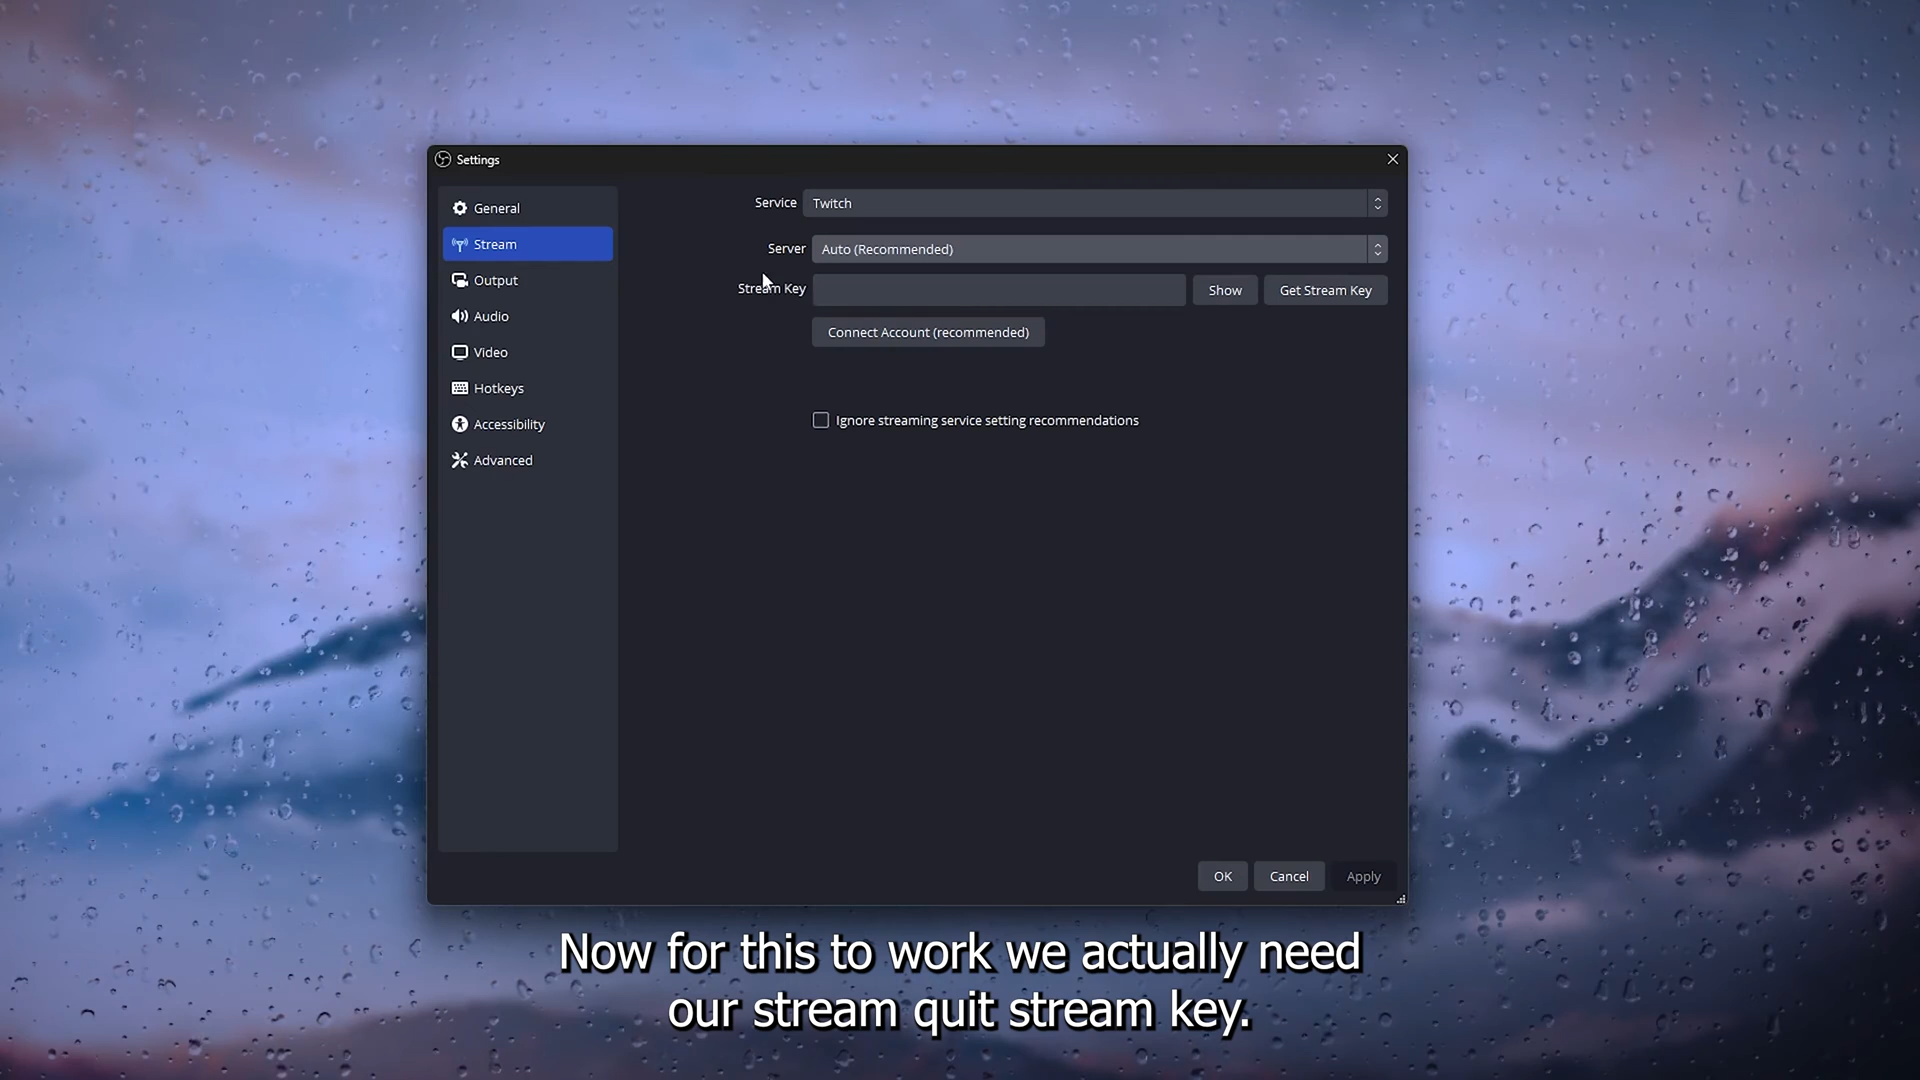 Settings
General
Stream
Output
Audio
Video
Hotkeys
Accessibility
Advanced
Service Twitch
Server Auto (Recommended)
Stream Key Show Get Stream Key
Connect Account (recommended)
Ignore streaming service setting recommendations
OK Cancel Apply
Now for this to work we actually need
our stream quit stream key.